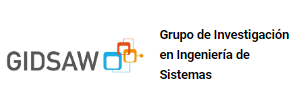 GIDSAW
Grupo de Investigación
en Ingeniería de
Sistemas